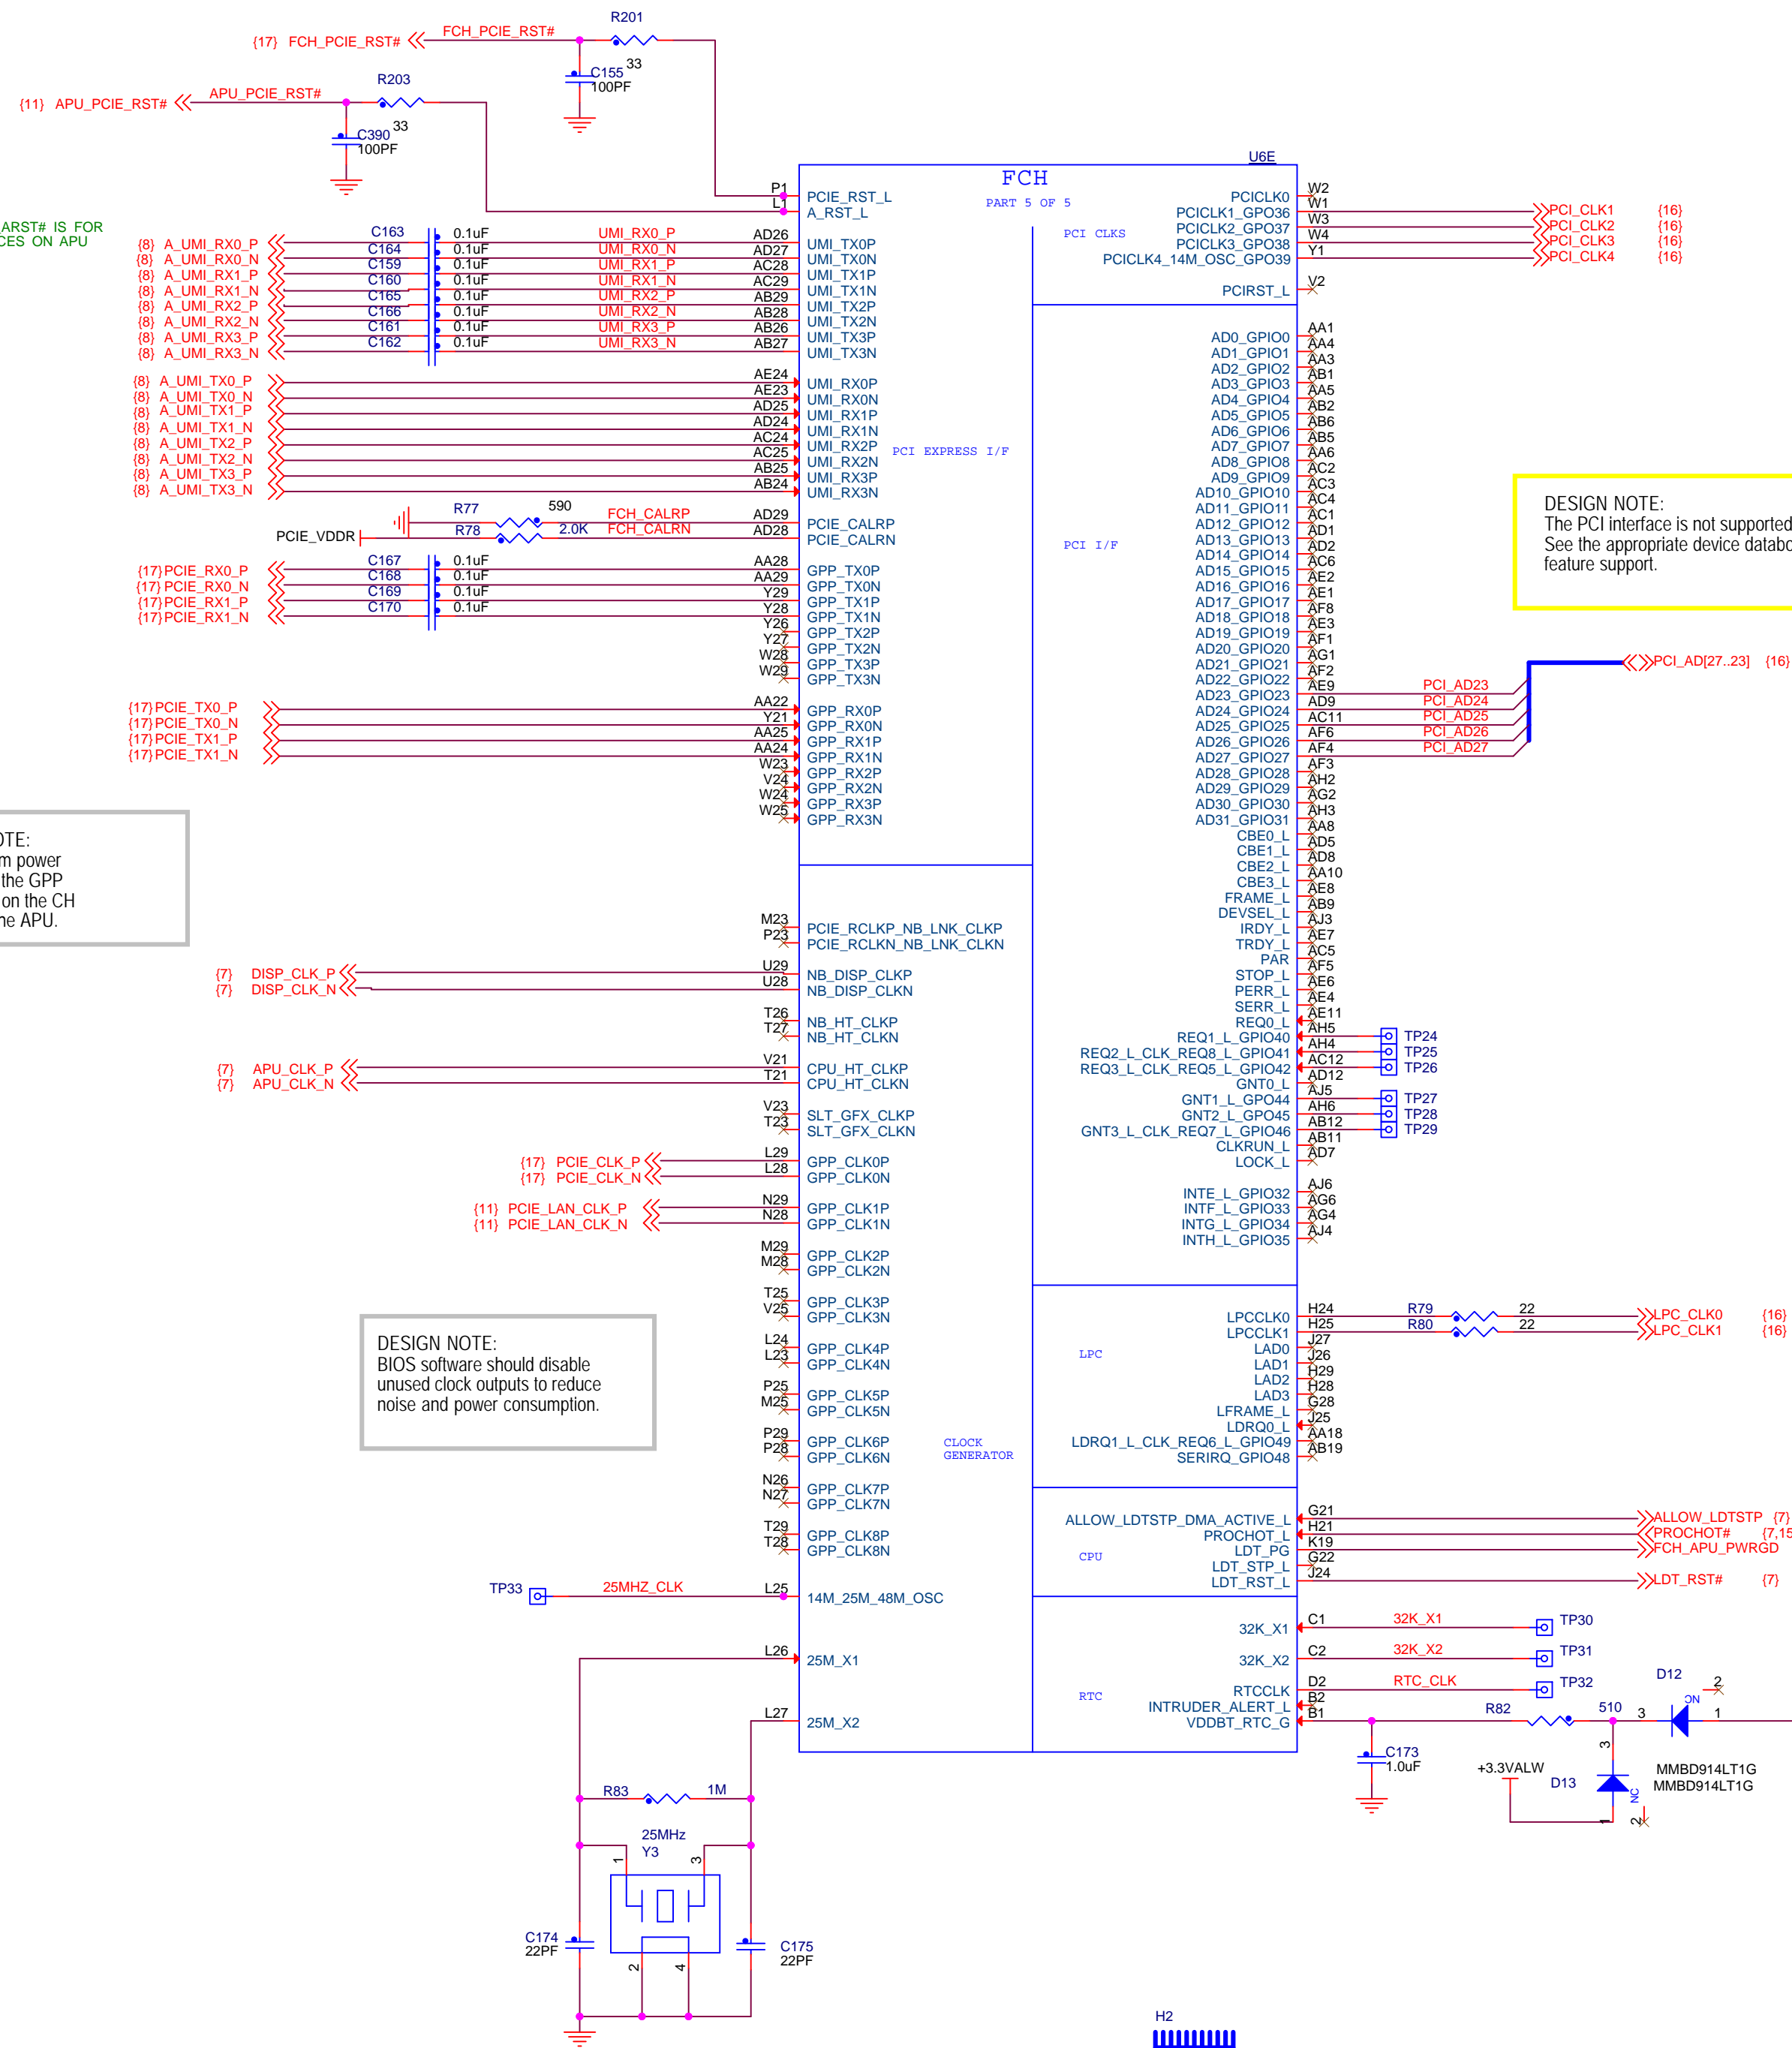 R201
{17} FCH_PCIE_RST#
FCH_PCIE_RST#
33
C155
100PF
R203
{11} APU_PCIE_RST#
APU_PCIE_RST#
33
C390
100PF
ARST# IS FOR
CES ON APU
U6E
FCH
PART 5 OF 5
P1 PCIE_RST_L
L1 A_RST_L
{8} A_UMI_RX0_P C163 0.1uF UMI_RX0_P AD26 UMI_TX0P
{8} A_UMI_RX0_N C164 0.1uF UMI_RX0_N AD27 UMI_TX0N
{8} A_UMI_RX1_P C159 0.1uF UMI_RX1_P AC28 UMI_TX1P
{8} A_UMI_RX1_N C160 0.1uF UMI_RX1_N AC29 UMI_TX1N
{8} A_UMI_RX2_P C165 0.1uF UMI_RX2_P AB29 UMI_TX2P
{8} A_UMI_RX2_N C166 0.1uF UMI_RX2_N AB28 UMI_TX2N
{8} A_UMI_RX3_P C161 0.1uF UMI_RX3_P AB26 UMI_TX3P
{8} A_UMI_RX3_N C162 0.1uF UMI_RX3_N AB27 UMI_TX3N
{8} A_UMI_TX0_P AE24 UMI_RX0P
{8} A_UMI_TX0_N AE23 UMI_RX0N
{8} A_UMI_TX1_P AD25 UMI_RX1P
{8} A_UMI_TX1_N AD24 UMI_RX1N
{8} A_UMI_TX2_P AC24 UMI_RX2P
{8} A_UMI_TX2_N AC25 UMI_RX2N
{8} A_UMI_TX3_P AB25 UMI_RX3P
{8} A_UMI_TX3_N AB24 UMI_RX3N
PCI EXPRESS I/F
R77 590 FCH_CALRP AD29 PCIE_CALRP
PCIE_VDDR R78 2.0K FCH_CALRN AD28 PCIE_CALRN
{17}PCIE_RX0_P C167 0.1uF AA28 GPP_TX0P
{17}PCIE_RX0_N C168 0.1uF AA29 GPP_TX0N
{17}PCIE_RX1_P C169 0.1uF Y29 GPP_TX1P
{17}PCIE_RX1_N C170 0.1uF Y28 GPP_TX1N
Y26 GPP_TX2P
Y27 GPP_TX2N
W28 GPP_TX3P
W29 GPP_TX3N
{17}PCIE_TX0_P AA22 GPP_RX0P
{17}PCIE_TX0_N Y21 GPP_RX0N
{17}PCIE_TX1_P AA25 GPP_RX1P
{17}PCIE_TX1_N AA24 GPP_RX1N
W23 GPP_RX2P
V24 GPP_RX2N
W24 GPP_RX3P
W25 GPP_RX3N
OTE:
m power
the GPP
on the CH
he APU.
M23 PCIE_RCLKP_NB_LNK_CLKP
P23 PCIE_RCLKN_NB_LNK_CLKN
{7} DISP_CLK_P U29 NB_DISP_CLKP
{7} DISP_CLK_N U28 NB_DISP_CLKN
T26 NB_HT_CLKP
T27 NB_HT_CLKN
{7} APU_CLK_P V21 CPU_HT_CLKP
{7} APU_CLK_N T21 CPU_HT_CLKN
V23 SLT_GFX_CLKP
T23 SLT_GFX_CLKN
{17} PCIE_CLK_P L29 GPP_CLK0P
{17} PCIE_CLK_N L28 GPP_CLK0N
{11} PCIE_LAN_CLK_P N29 GPP_CLK1P
{11} PCIE_LAN_CLK_N N28 GPP_CLK1N
M29 GPP_CLK2P
M28 GPP_CLK2N
T25 GPP_CLK3P
V25 GPP_CLK3N
L24 GPP_CLK4P
L23 GPP_CLK4N
P25 GPP_CLK5P
M25 GPP_CLK5N
P29 GPP_CLK6P
P28 GPP_CLK6N
N26 GPP_CLK7P
N27 GPP_CLK7N
T29 GPP_CLK8P
T28 GPP_CLK8N
CLOCK
GENERATOR
DESIGN NOTE:
BIOS software should disable
unused clock outputs to reduce
noise and power consumption.
TP33 25MHZ_CLK L25 14M_25M_48M_OSC
L26 25M_X1
L27 25M_X2
R83 1M
25MHz
Y3
1 3
2 4
C174
22PF
C175
22PF
PCI CLKS
PCICLK0 W2
PCICLK1_GPO36 W1 PCI_CLK1 {16}
PCICLK2_GPO37 W3 PCI_CLK2 {16}
PCICLK3_GPO38 W4 PCI_CLK3 {16}
PCICLK4_14M_OSC_GPO39 Y1 PCI_CLK4 {16}
PCIRST_L V2
PCI I/F
AD0_GPIO0 AA1
AD1_GPIO1 AA4
AD2_GPIO2 AA3
AD3_GPIO3 AB1
AD4_GPIO4 AA5
AD5_GPIO5 AB2
AD6_GPIO6 AB6
AD7_GPIO7 AB5
AD8_GPIO8 AA6
AD9_GPIO9 AC2
AD10_GPIO10 AC3
AD11_GPIO11 AC4
AD12_GPIO12 AC1
AD13_GPIO13 AD1
AD14_GPIO14 AD2
AD15_GPIO15 AC6
AD16_GPIO16 AE2
AD17_GPIO17 AE1
AD18_GPIO18 AF8
AD19_GPIO19 AE3
AD20_GPIO20 AF1
AD21_GPIO21 AG1
AD22_GPIO22 AF2
AD23_GPIO23 AE9 PCI_AD23
AD24_GPIO24 AD9 PCI_AD24
AD25_GPIO25 AC11 PCI_AD25
AD26_GPIO26 AF6 PCI_AD26
AD27_GPIO27 AF4 PCI_AD27
PCI_AD[27..23] {16}
AD28_GPIO28 AF3
AD29_GPIO29 AH2
AD30_GPIO30 AG2
AD31_GPIO31 AH3
CBE0_L AA8
CBE1_L AD5
CBE2_L AD8
CBE3_L AA10
FRAME_L AE8
DEVSEL_L AB9
IRDY_L AJ3
TRDY_L AE7
PAR AC5
STOP_L AF5
PERR_L AE6
SERR_L AE4
REQ0_L AE11
REQ1_L_GPIO40 AH5 TP24
REQ2_L_CLK_REQ8_L_GPIO41 AH4 TP25
REQ3_L_CLK_REQ5_L_GPIO42 AC12 TP26
GNT0_L AD12
GNT1_L_GPO44 AJ5 TP27
GNT2_L_GPO45 AH6 TP28
GNT3_L_CLK_REQ7_L_GPIO46 AB12 TP29
CLKRUN_L AB11
LOCK_L AD7
INTE_L_GPIO32 AJ6
INTF_L_GPIO33 AG6
INTG_L_GPIO34 AG4
INTH_L_GPIO35 AJ4
DESIGN NOTE:
The PCI interface is not supported
See the appropriate device databo
feature support.
LPC
LPCCLK0 H24 R79 22 LPC_CLK0 {16}
LPCCLK1 H25 R80 22 LPC_CLK1 {16}
LAD0 J27
LAD1 J26
LAD2 H29
LAD3 H28
LFRAME_L G28
LDRQ0_L J25
LDRQ1_L_CLK_REQ6_L_GPIO49 AA18
SERIRQ_GPIO48 AB19
CPU
ALLOW_LDTSTP_DMA_ACTIVE_L G21 ALLOW_LDTSTP {7}
PROCHOT_L H21 PROCHOT# {7,15
LDT_PG K19 FCH_APU_PWRGD
LDT_STP_L G22
LDT_RST_L J24 LDT_RST# {7}
RTC
32K_X1 C1 32K_X1 TP30
32K_X2 C2 32K_X2 TP31
RTCCLK D2 RTC_CLK TP32
INTRUDER_ALERT_L B2
VDDBT_RTC_G B1
R82 510
D12
NC
3 1 2
C173
1.0uF
+3.3VALW
D13
3 1 2
NC
MMBD914LT1G
MMBD914LT1G
H2